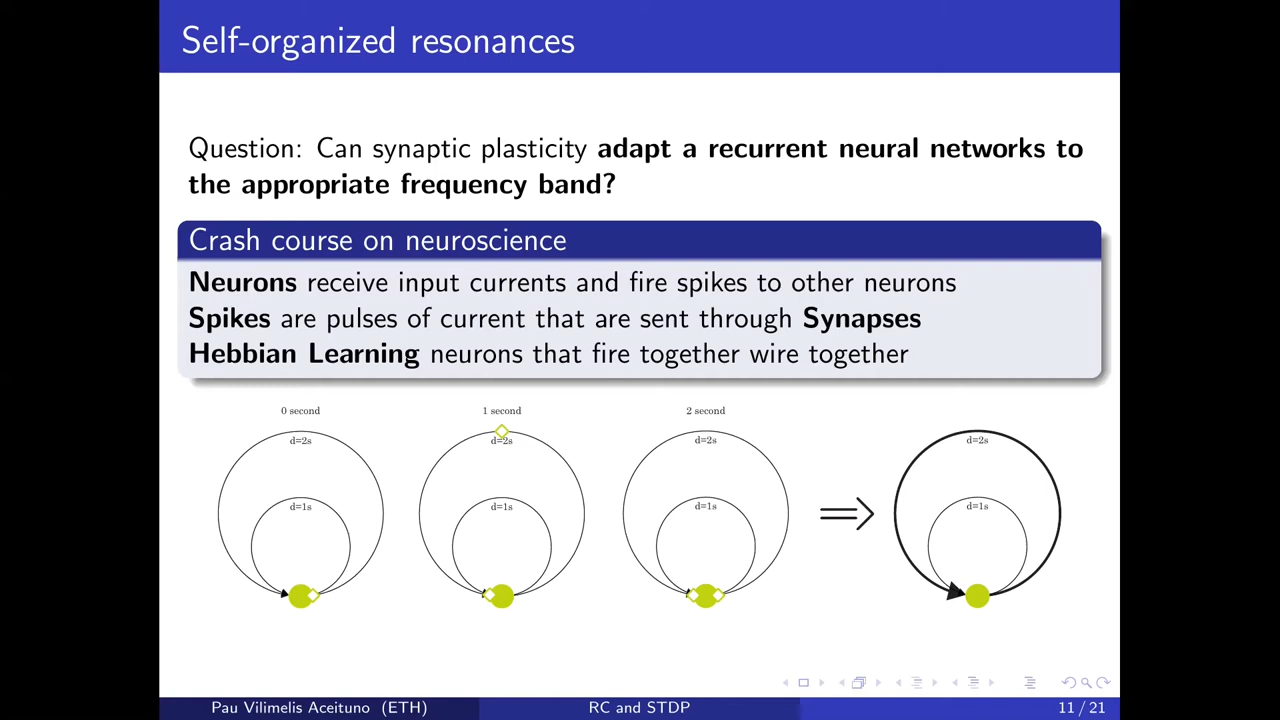 Self-organized resonances
Question: Can synaptic plasticity adapt a recurrent neural networks to
the appropriate frequency band?
Crash course on neuroscience
Neurons receive input currents and fire spikes to other neurons
Spikes are pulses of current that are sent through Synapses
Hebbian Learning neurons that fire together wire together
0 second
1 second
2 second
d=2s
d=2s
d=2s
d=2s
d=1s
d=1s
d=1s
d=1s
Pau Vilimelis Aceituno (ETH)
RC and STDP
11 / 21